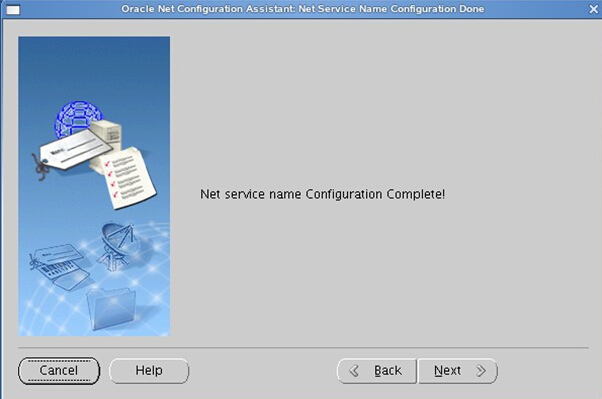 Oracle Net Configuration Assistant: Net Service Name Configuration Done
Net service name Configuration Complete!
Cancel
Help
Back
Next